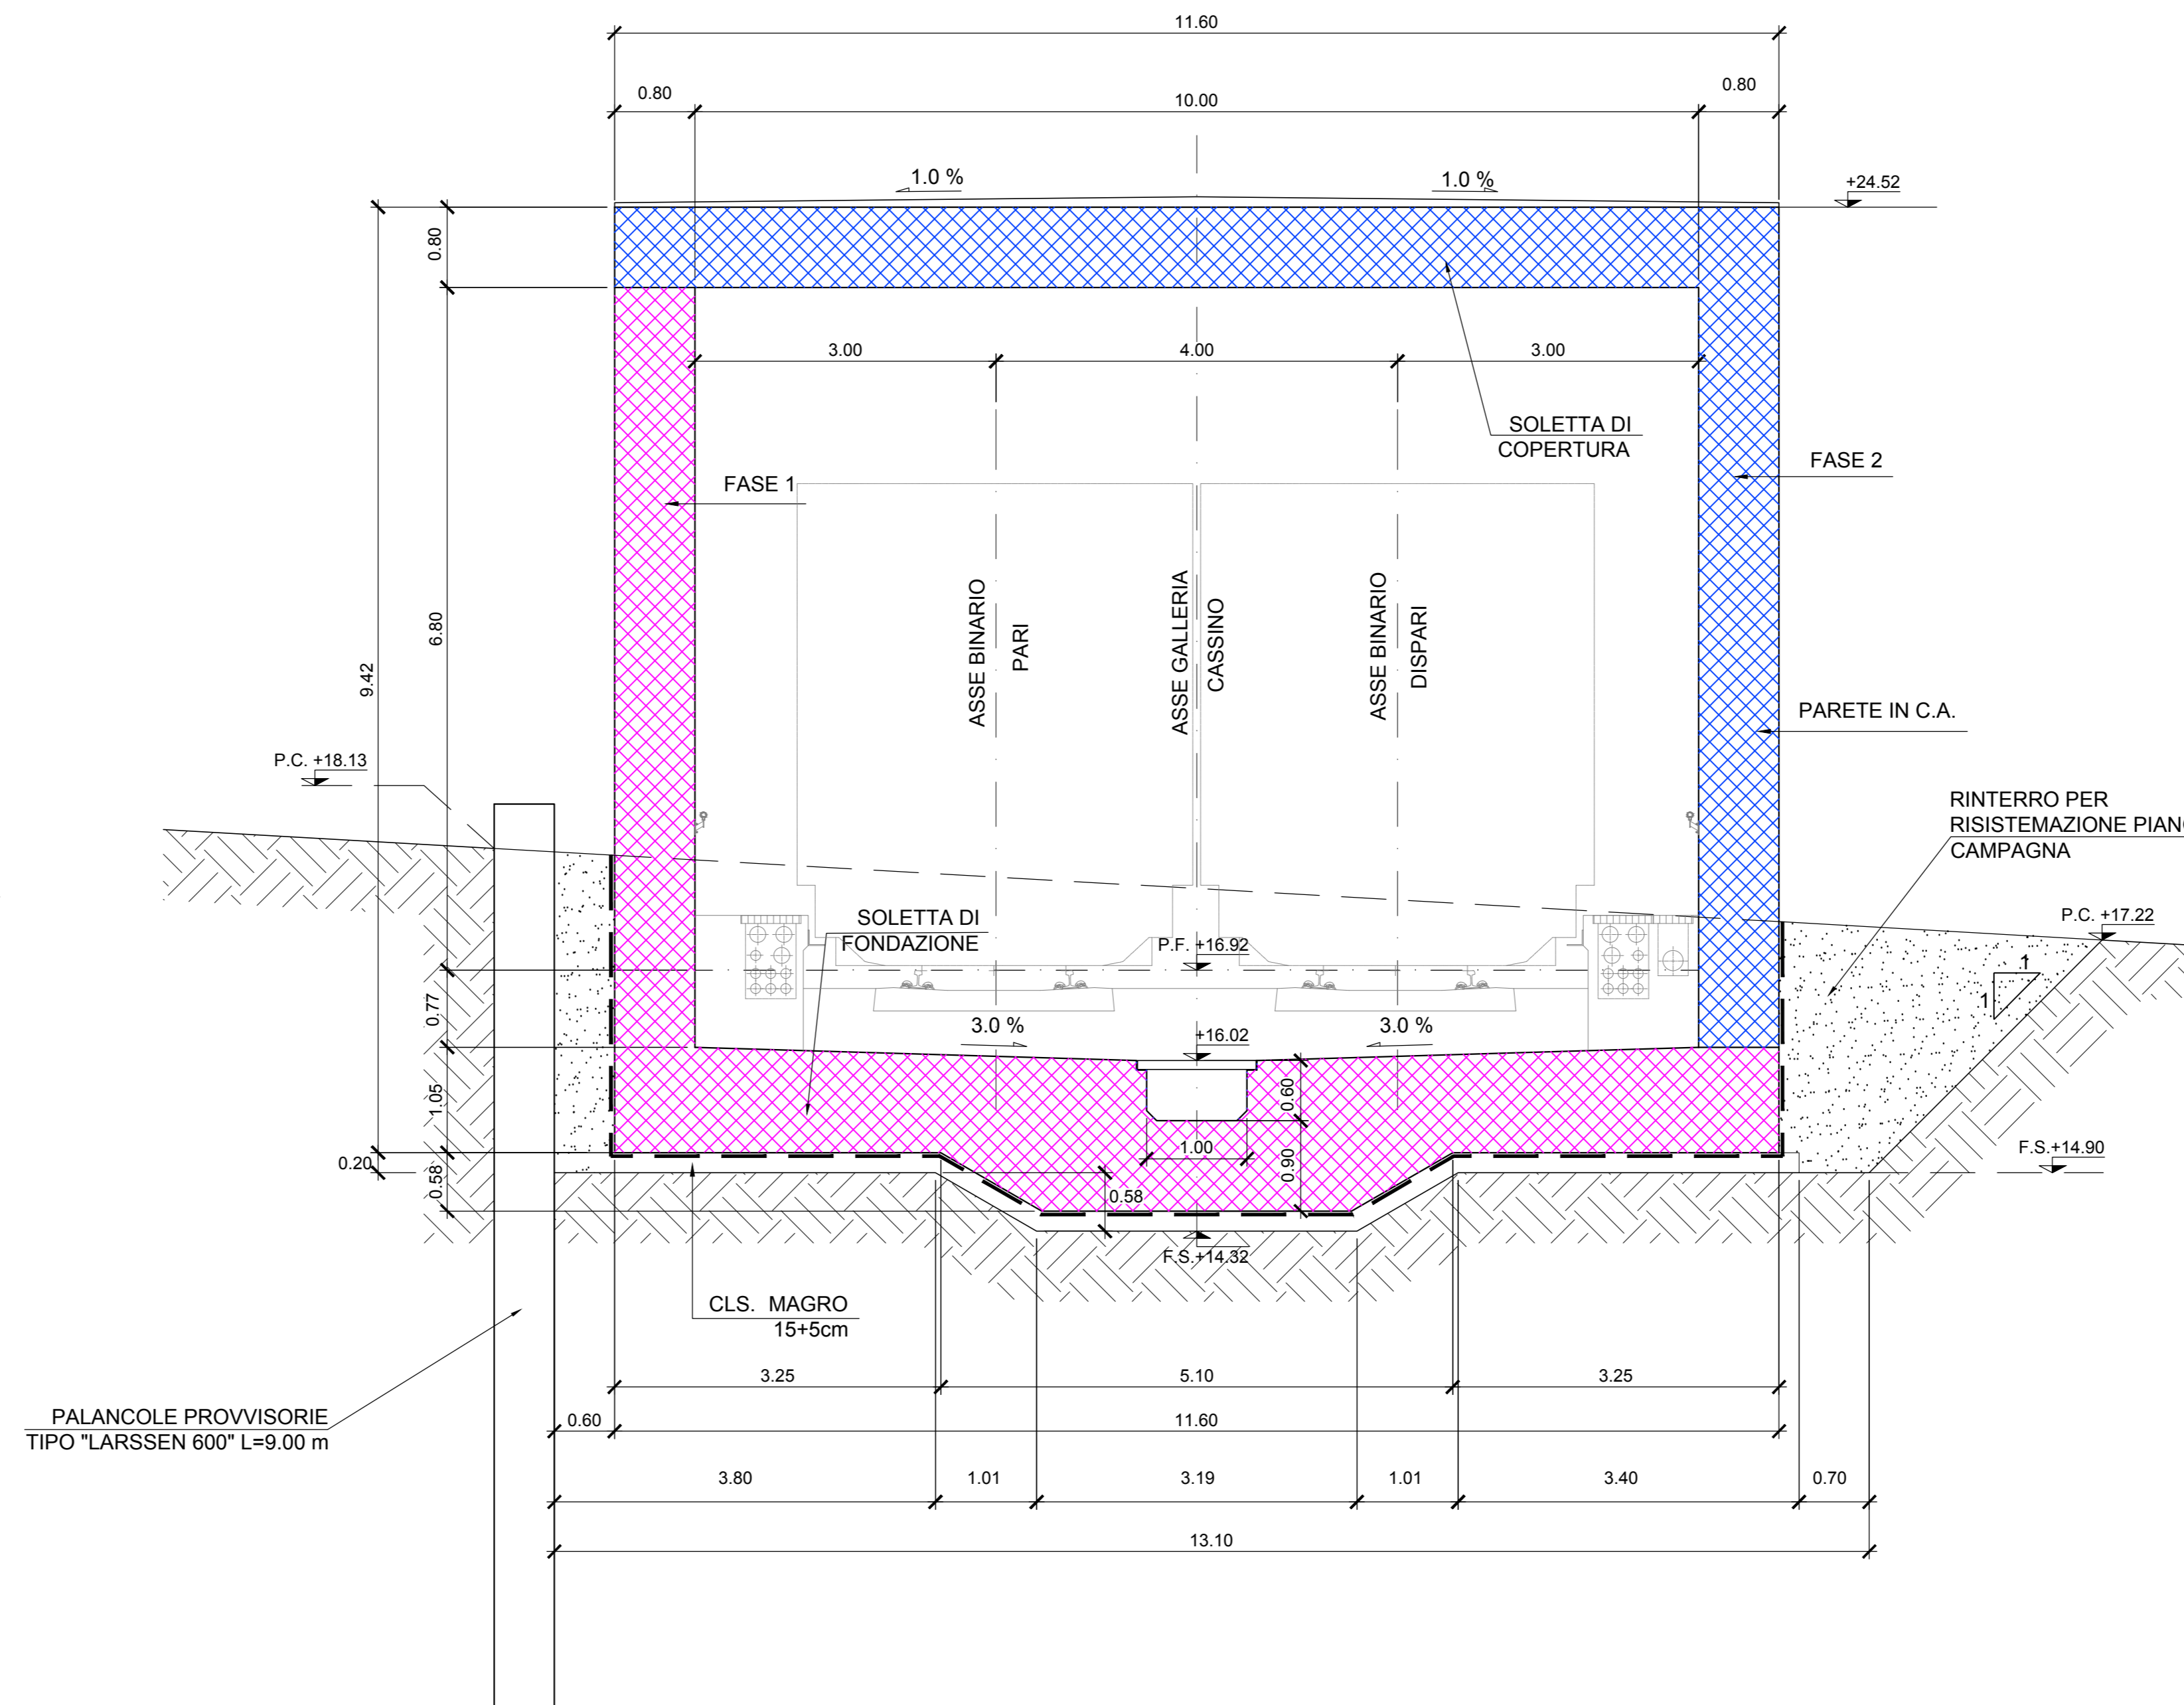 11.60
0.80
10.00
0.80
1.0 %
1.0 %
+24.52
0.80
3.00
4.00
3.00
SOLETTA DI
COPERTURA
FASE 1
FASE 2
6.80
9.42
ASSE BINARIO
PARI
ASSE GALLERIA
CASSINO
ASSE BINARIO
DISPARI
PARETE IN C.A.
P.C. +18.13
RINTERRO PER
RISISTEMAZIONE PIAN
CAMPAGNA
SOLETTA DI
FONDAZIONE
P.C. +17.22
P.F. +16.92
1
1
0.77
3.0 %
3.0 %
+16.02
1.05
0.60
1.00
0.90
F.S.+14.90
0.20
0.58
0.58
F.S.+14.32
CLS. MAGRO
15+5cm
3.25
5.10
3.25
PALANCOLE PROVVISORIE
TIPO "LARSSEN 600" L=9.00 m
0.60
11.60
3.80
1.01
3.19
1.01
3.40
0.70
13.10